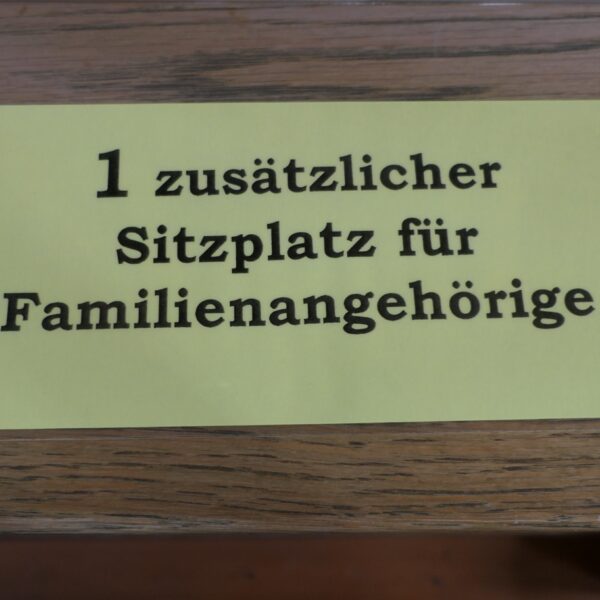 1 zusätzlicher
Sitzplatz für
Familienangehörige